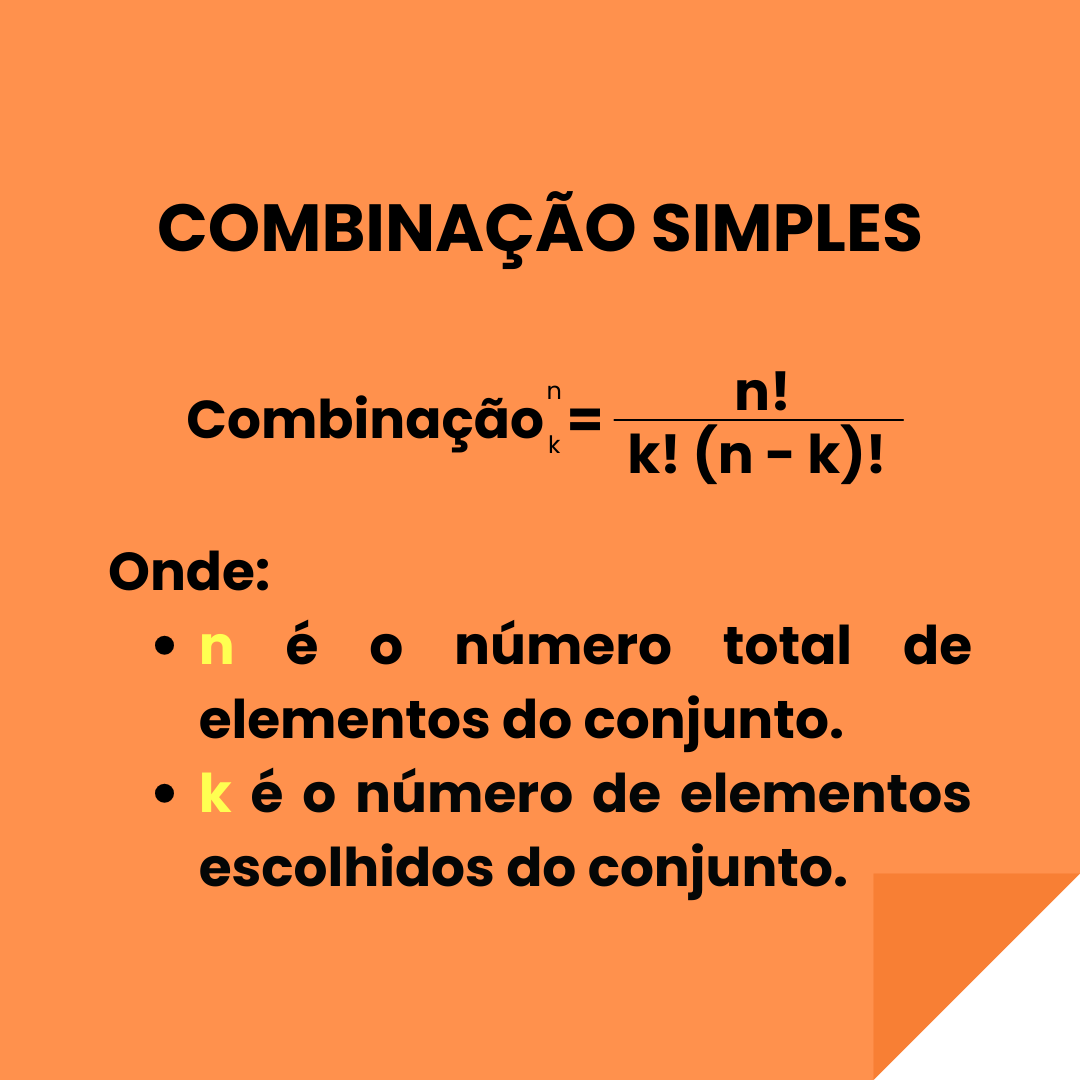 COMBINAÇÃO SIMPLES
Combinação n k = n! / k! (n – k)!
Onde:
• n é o número total de
elementos do conjunto.
• k é o número de elementos
escolhidos do conjunto.